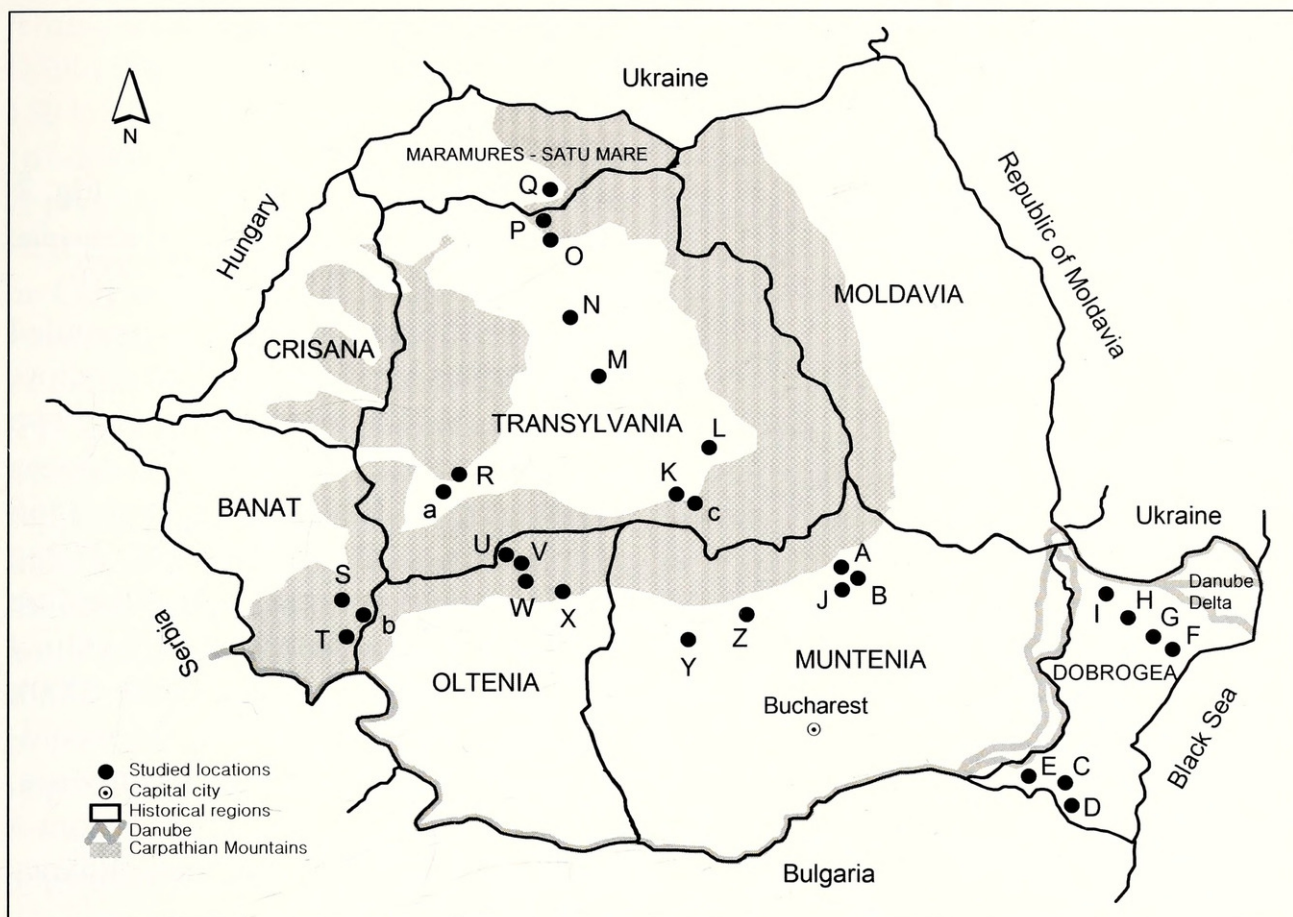 Ukraine
N
MARAMURES - SATU MARE
Q
P
O
Hungary
Republic of Moldavia
MOLDAVIA
N
CRISANA
M
TRANSYLVANIA
L
K
R
a
c
BANAT
Ukraine
U
V
A
B
J
W
X
S
b
T
Z
Y
I
H
G
F
Danube
Delta
Serbia
OLTENIA
MUNTENIA
DOBROGEA
Bucharest
Black Sea
E
C
D
Studied locations
Capital city
Historical regions
Danube
Carpathian Mountains
Bulgaria